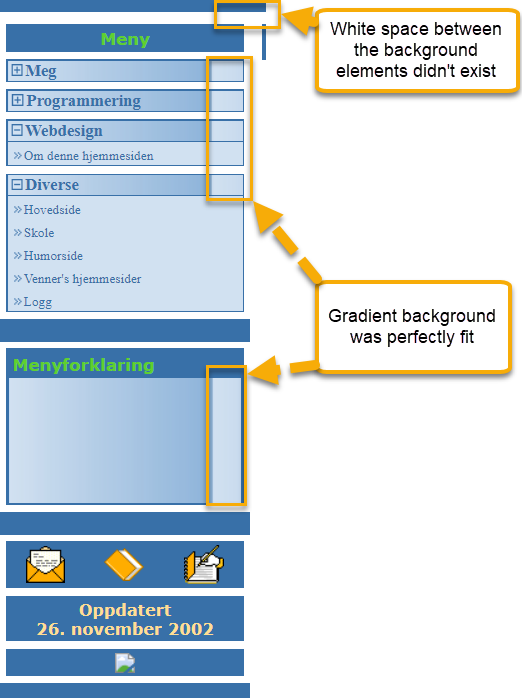 White space between
the background
elements didn't exist
Meny
Meg
Programmering
Webdesign
Om denne hjemmesiden
Diverse
Hovedside
Skole
Humorside
Venner's hjemmesider
Logg
Gradient background
was perfectly fit
Menyforklaring
Oppdatert
26. november 2002